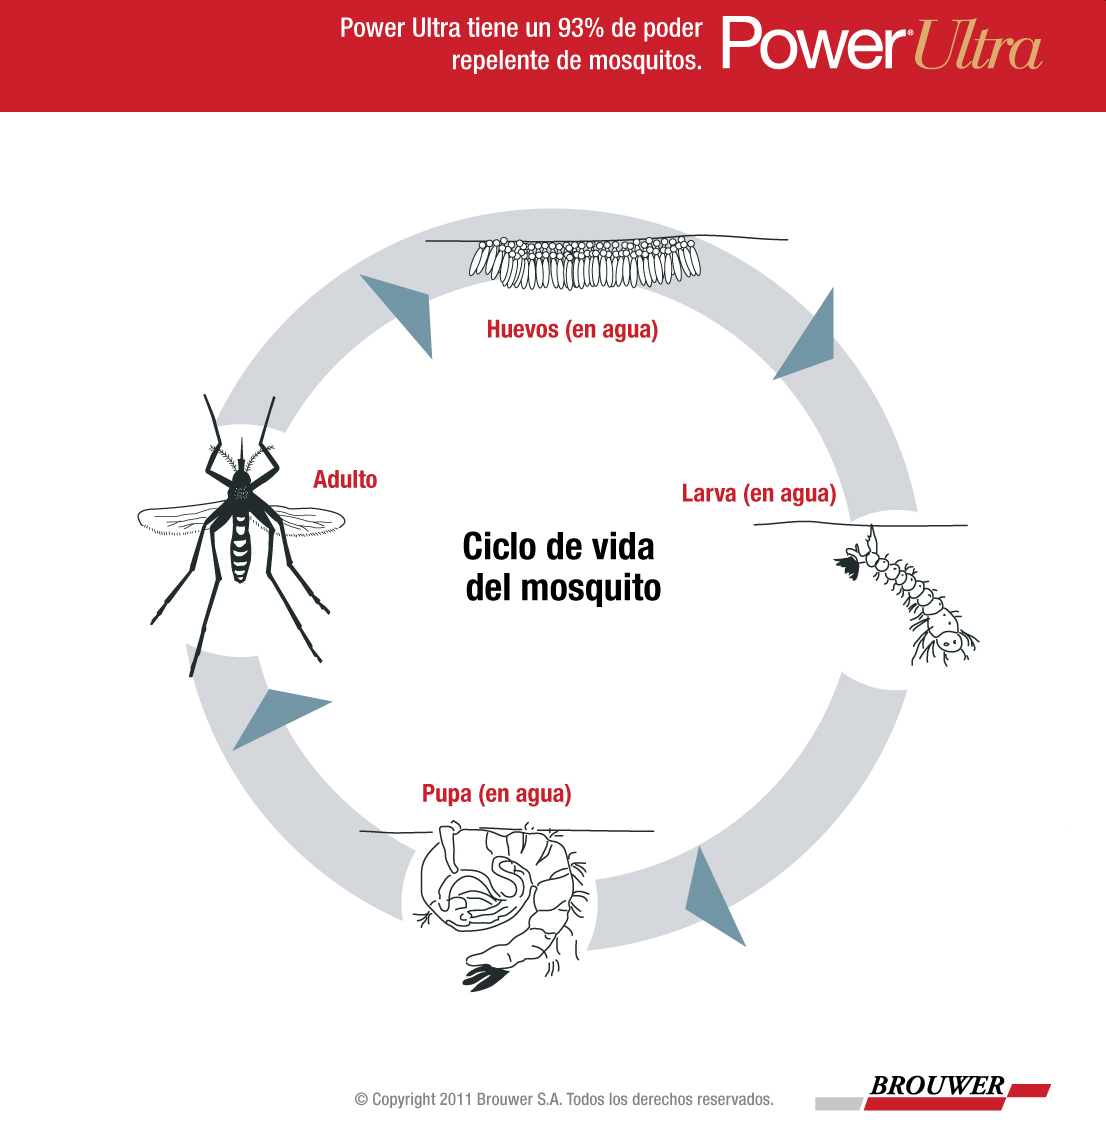 Power Ultra tiene un 93% de poder
repelente de mosquitos.
Power® Ultra
Huevos (en agua)
Adulto
Larva (en agua)
Ciclo de vida
del mosquito
Pupa (en agua)
© Copyright 2011 Brouwer S.A. Todos los derechos reservados.
BROUWER